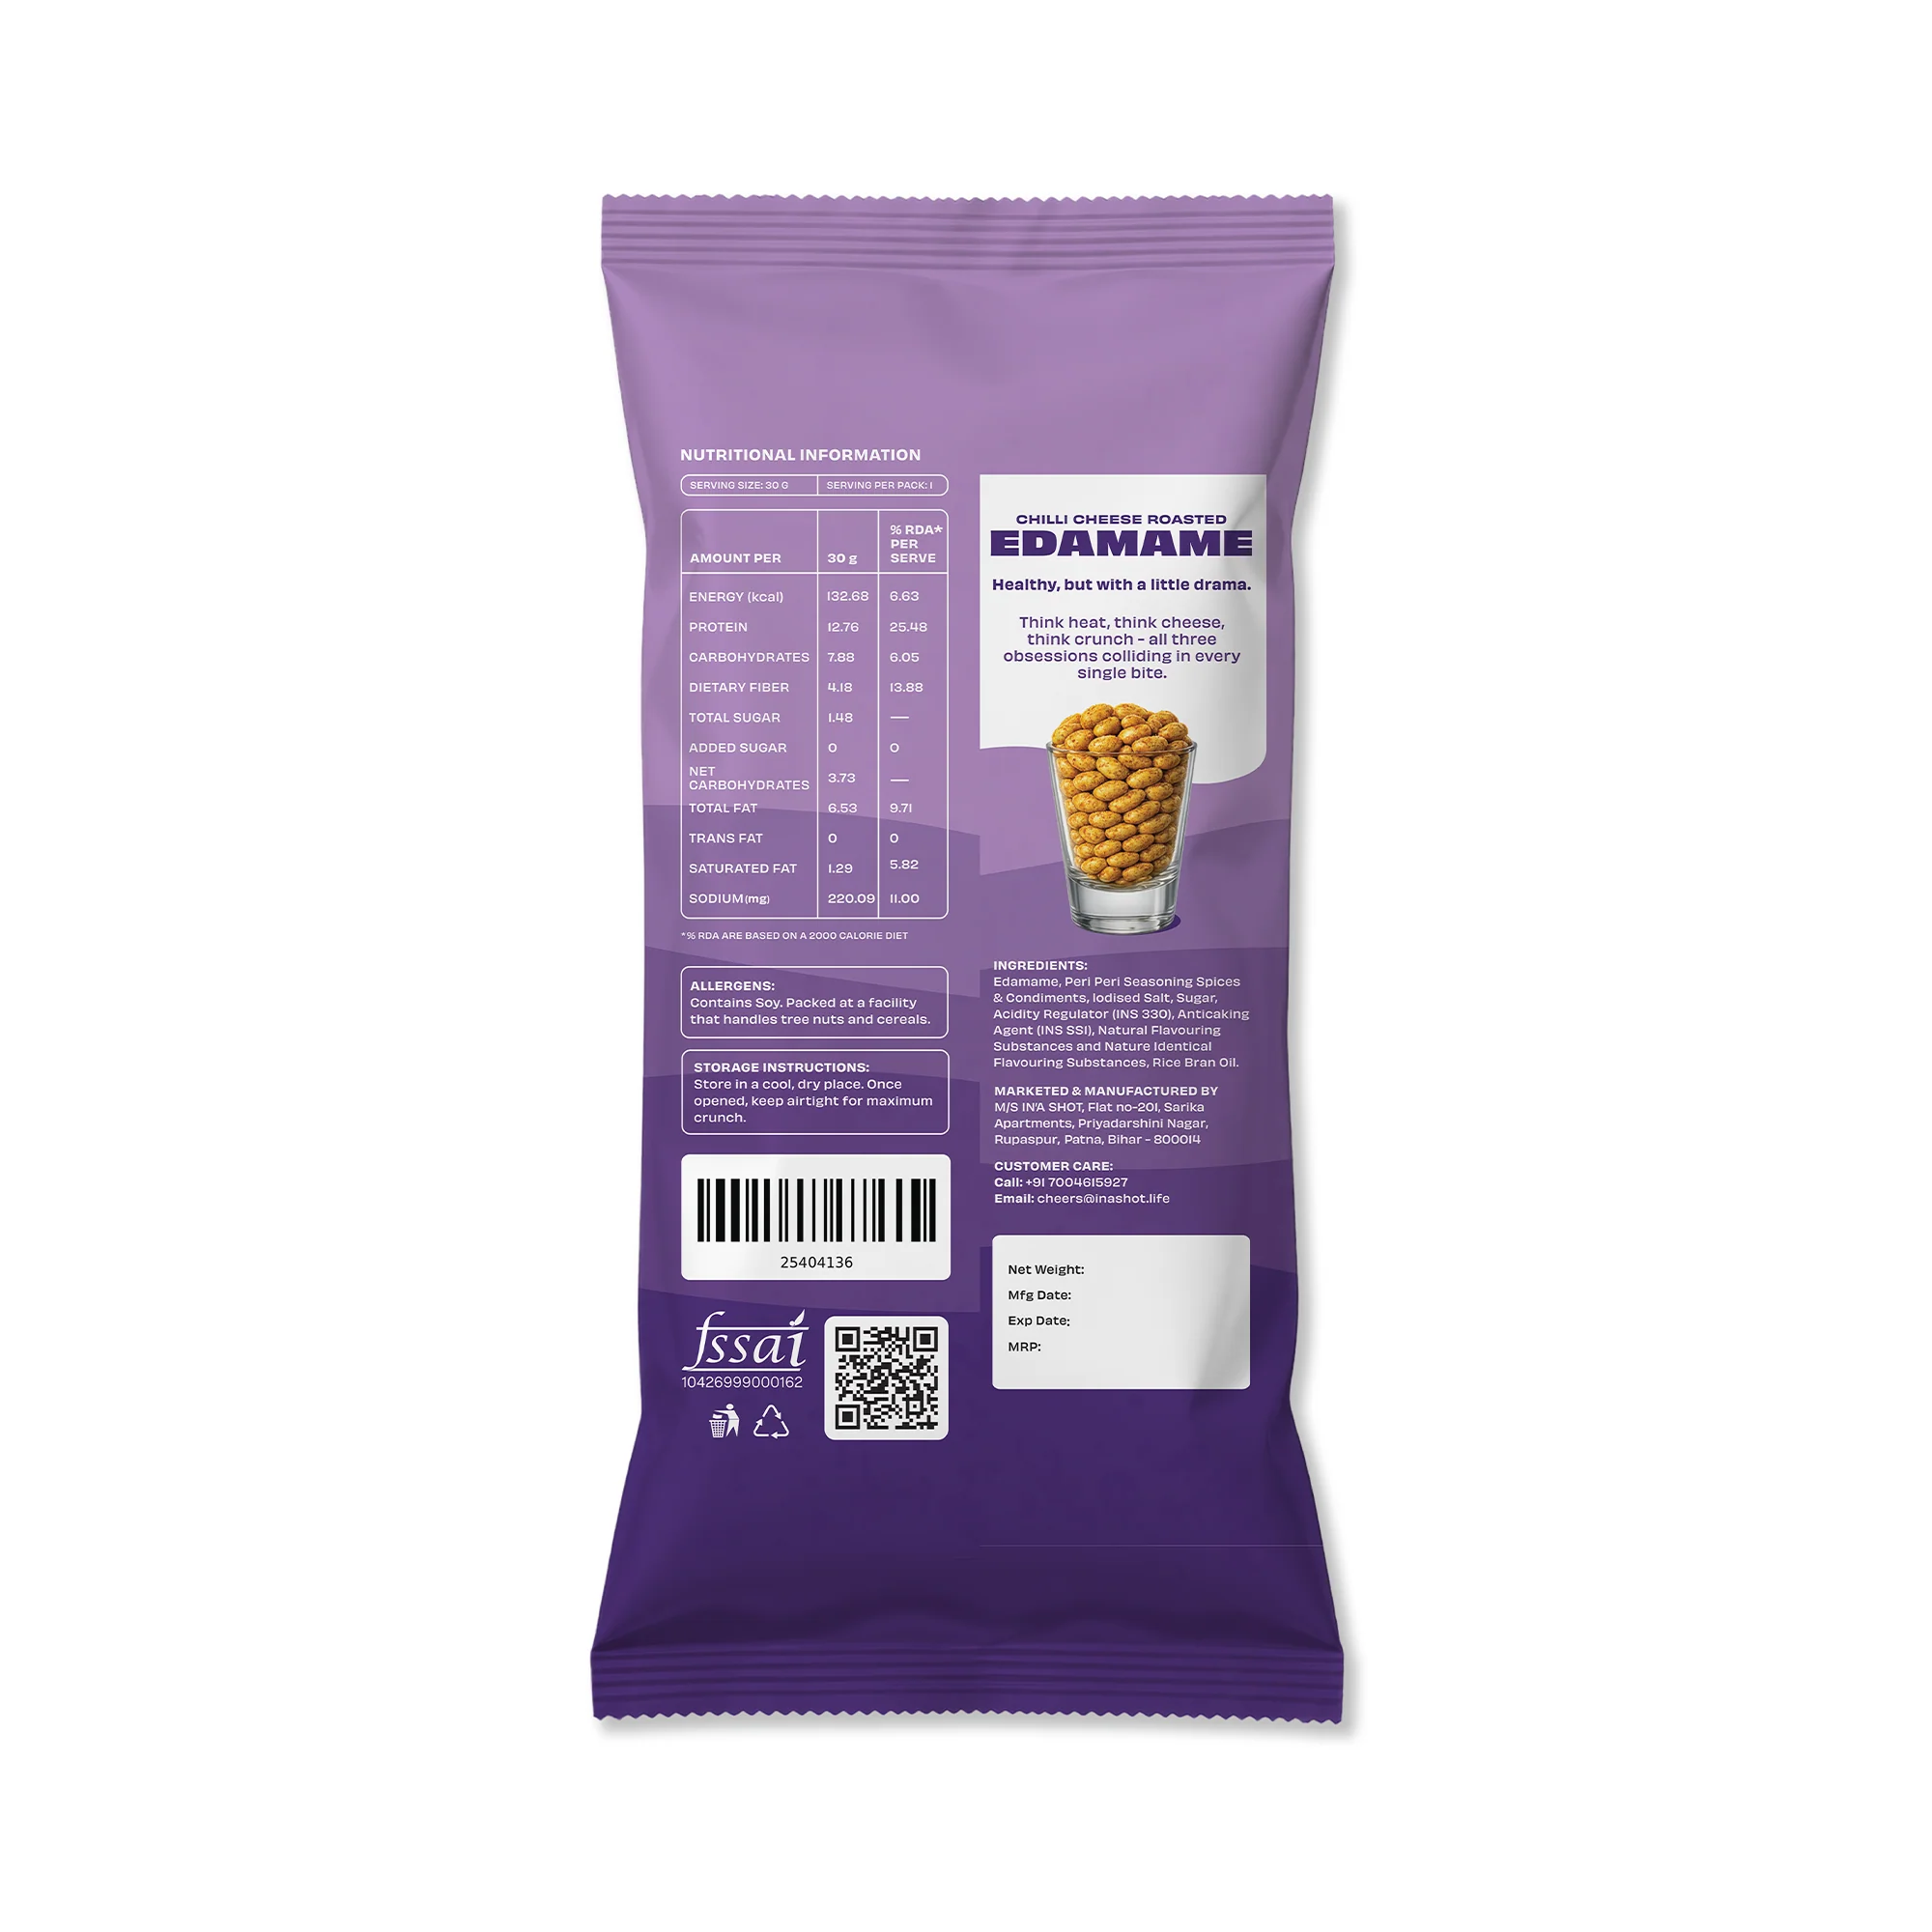 NUTRITIONAL INFORMATION
SERVING SIZE: 30 G SERVING PER PACK: 1
AMOUNT PER 30 g % RDA* PER SERVE
ENERGY (kcal) 132.68 6.63
PROTEIN 12.76 25.48
CARBOHYDRATES 7.88 6.05
DIETARY FIBER 4.18 13.88
TOTAL SUGAR 1.48 —
ADDED SUGAR 0 0
NET CARBOHYDRATES 3.73 —
TOTAL FAT 6.53 9.71
TRANS FAT 0 0
SATURATED FAT 1.29 5.82
SODIUM(mg) 220.09 11.00
*% RDA ARE BASED ON A 2000 CALORIE DIET
ALLERGENS:
Contains Soy. Packed at a facility
that handles tree nuts and cereals.
STORAGE INSTRUCTIONS:
Store in a cool, dry place. Once
opened, keep airtight for maximum
crunch.
25404136
fssai
10426999000162
CHILLI CHEESE ROASTED
EDAMAME
Healthy, but with a little drama.
Think heat, think cheese,
think crunch - all three
obsessions colliding in every
single bite.
INGREDIENTS:
Edamame, Peri Peri Seasoning Spices
& Condiments, Iodised Salt, Sugar,
Acidity Regulator (INS 330), Anticaking
Agent (INS SSI), Natural Flavouring
Substances and Nature Identical
Flavouring Substances, Rice Bran Oil.
MARKETED & MANUFACTURED BY
M/S IN'A SHOT, Flat no-201, Sarika
Apartments, Priyadarshini Nagar,
Rupaspur, Patna, Bihar - 800014
CUSTOMER CARE:
Call: +91 7004615927
Email: cheers@inashot.life
Net Weight:
Mfg Date:
Exp Date:
MRP: